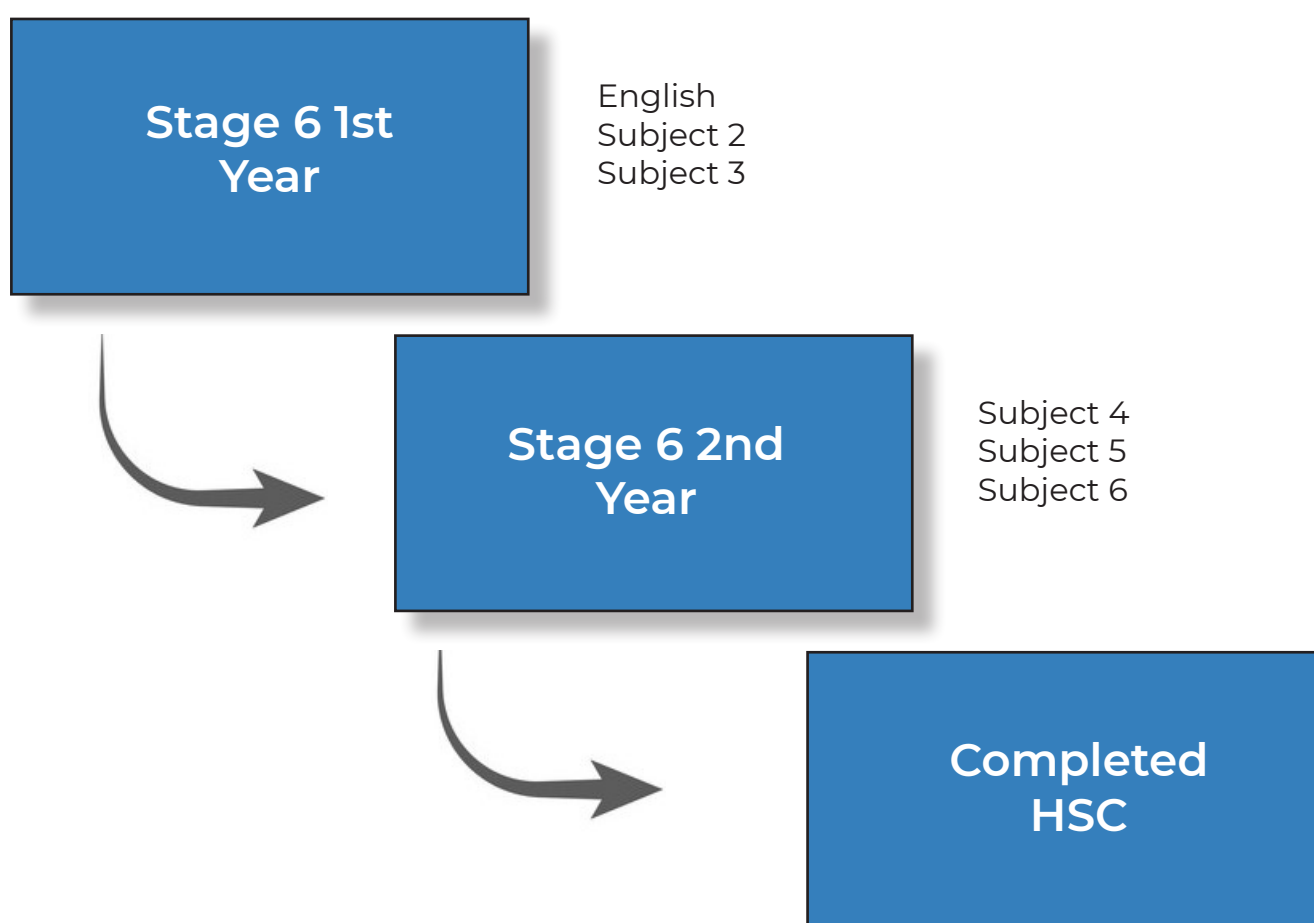 Stage 6 1st
Year
English
Subject 2
Subject 3
Stage 6 2nd
Year
Subject 4
Subject 5
Subject 6
Completed
HSC